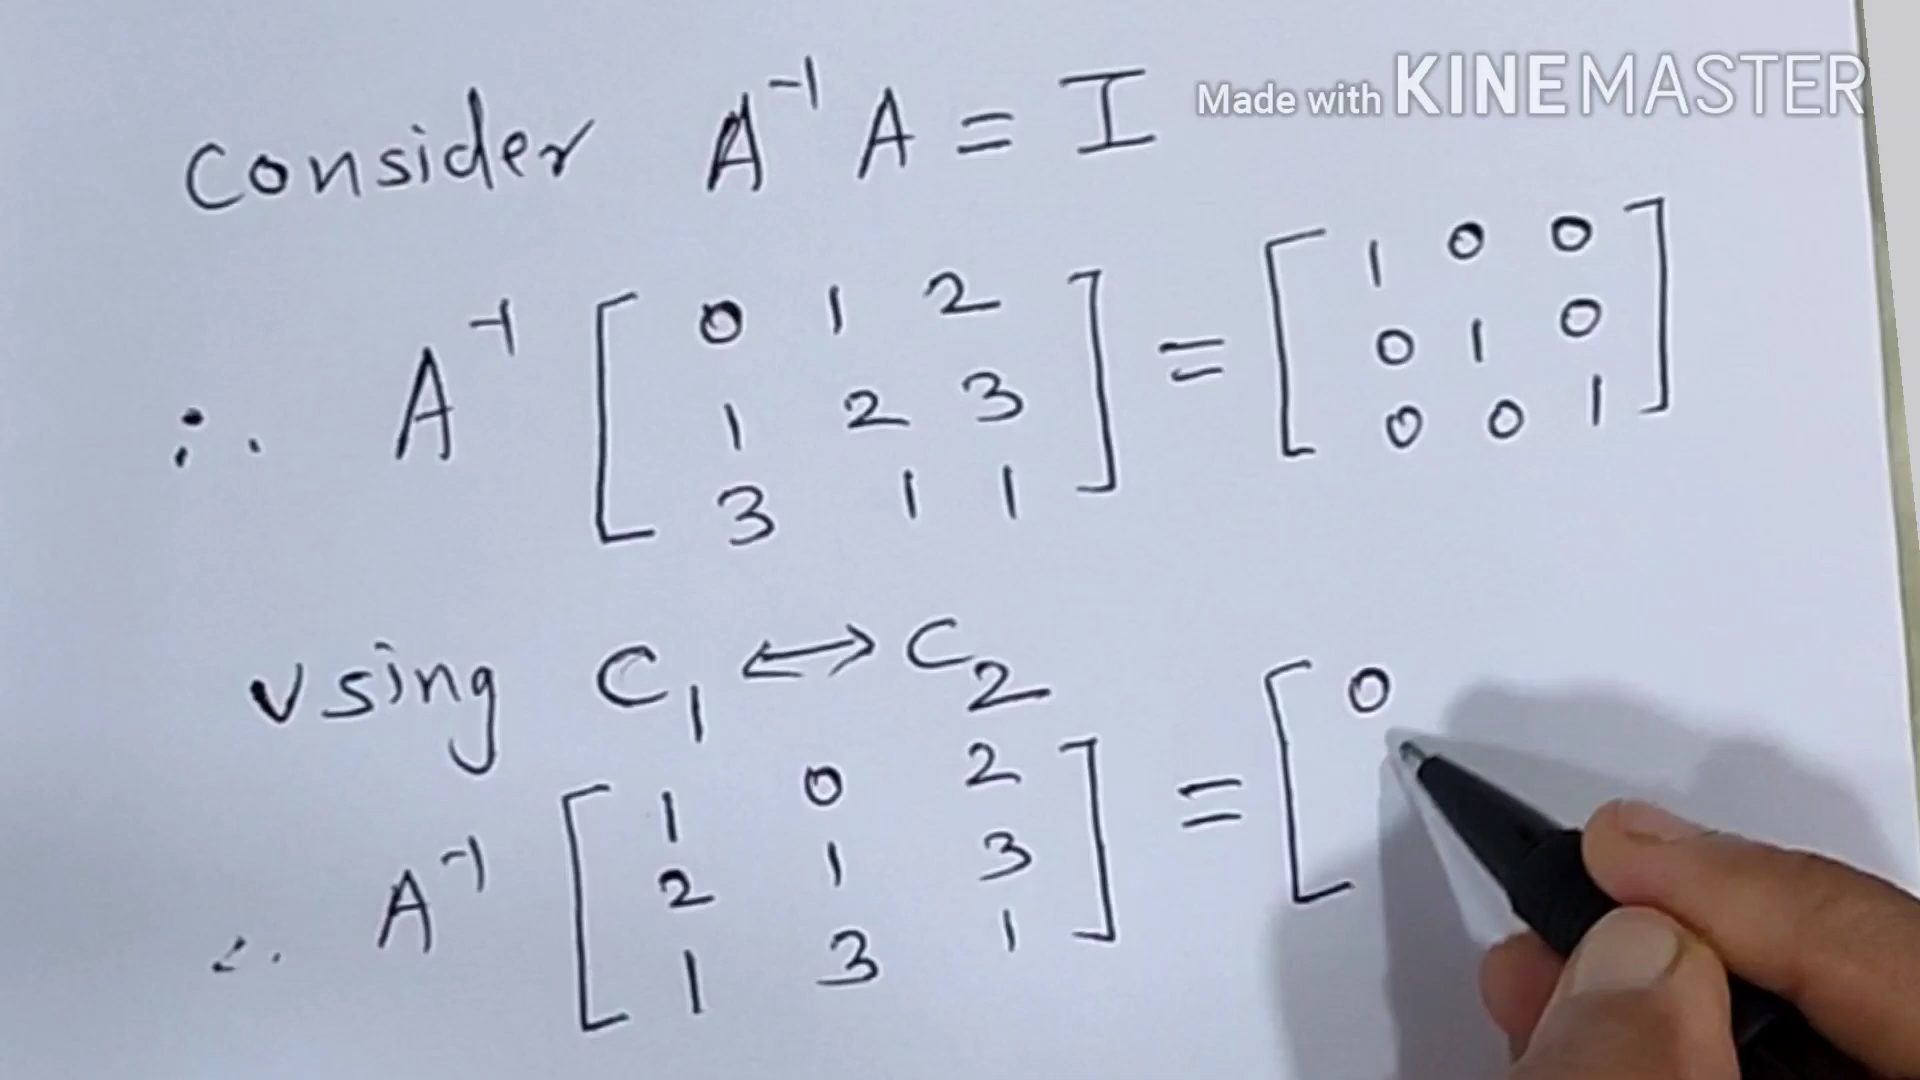 Made with KINEMASTER
Consider A⁻¹ A = I
∴ A⁻¹ [ 0 1 2 ] = [ 1 0 0 ]
1 2 3 0 1 0
3 1 1 0 0 1
Using C₁ ↔ C₂
∴ A⁻¹ [ 1 0 2 ] = [ 0
2 1 3
1 3 1